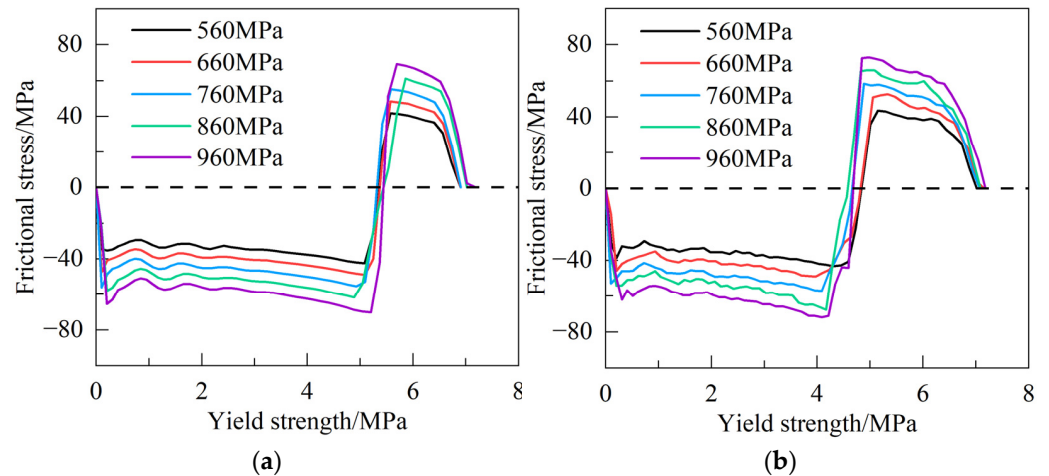 80
40
0
−40
−80
Frictional stress/MPa
560MPa
660MPa
760MPa
860MPa
960MPa
0
2
4
6
8
Yield strength/MPa
(a)
80
40
0
−40
−80
Frictional stress/MPa
560MPa
660MPa
760MPa
860MPa
960MPa
0
2
4
6
8
Yield strength/MPa
(b)